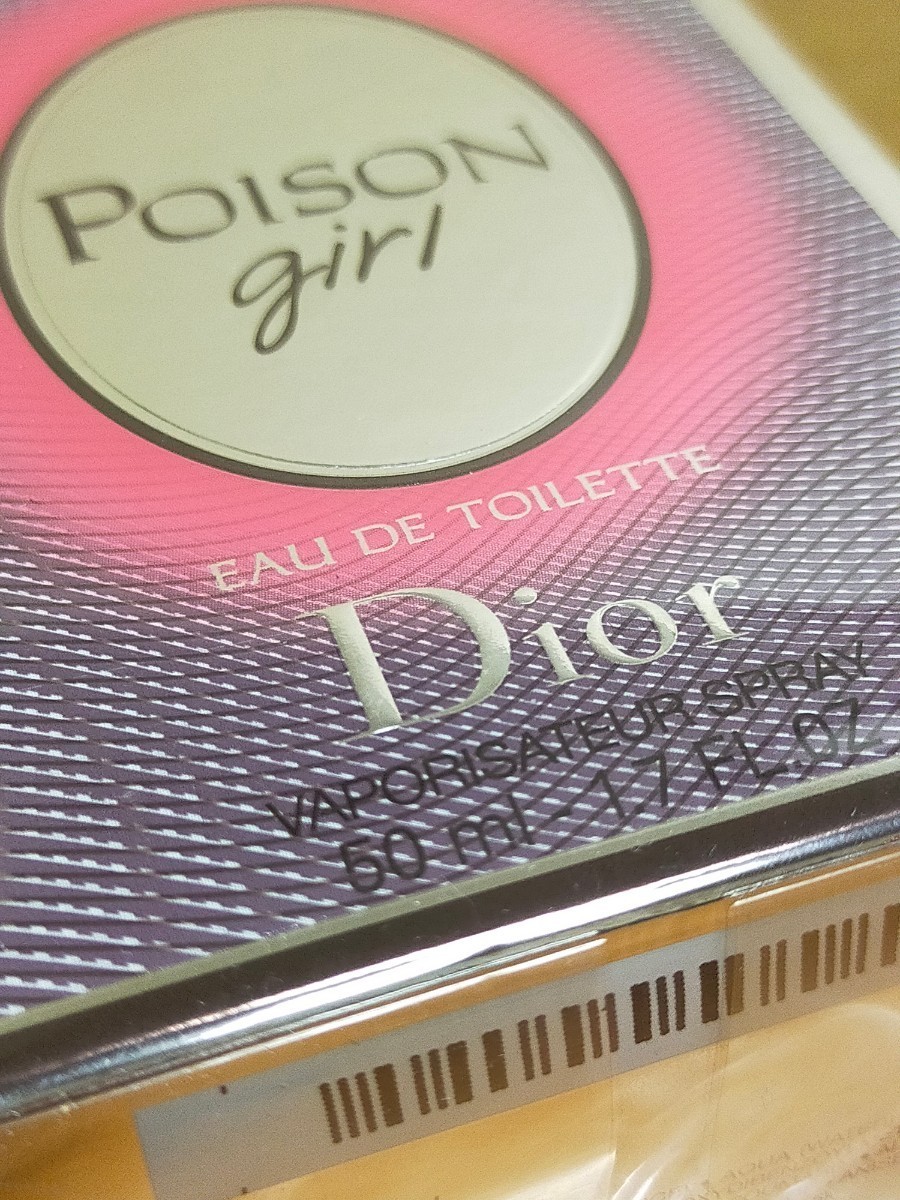 POISON
girl
EAU DE TOILETTE
Dior
VAPORISATEUR-SPRAY
50 ml - 1.7 FL.OZ